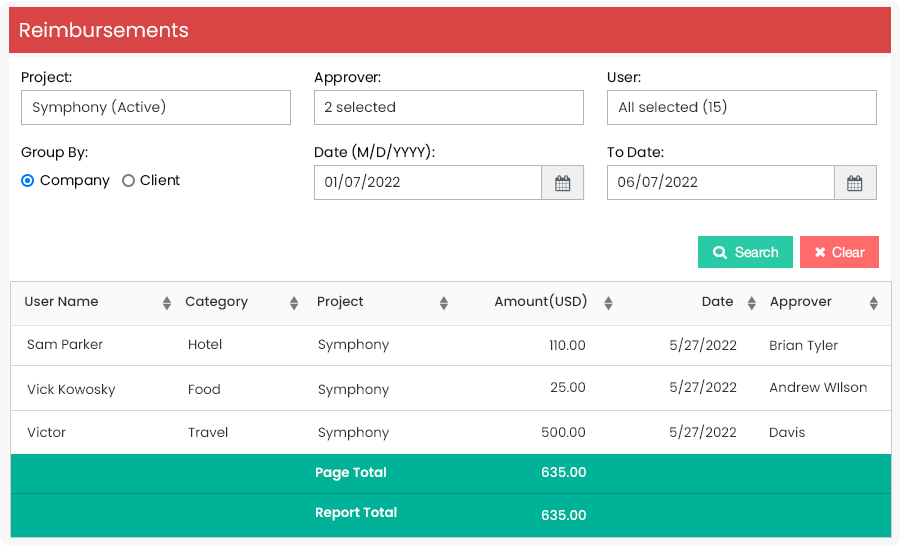 Reimbursements
Project: Approver: User:
Symphony (Active) 2 selected All selected (15)
Group By: Date (M/D/YYYY): To Date:
Company Client 01/07/2022 06/07/2022
Search Clear
User Name Category Project Amount(USD) Date Approver
Sam Parker Hotel Symphony 110.00 5/27/2022 Brian Tyler
Vick Kowosky Food Symphony 25.00 5/27/2022 Andrew WIlson
Victor Travel Symphony 500.00 5/27/2022 Davis
Page Total 635.00
Report Total 635.00